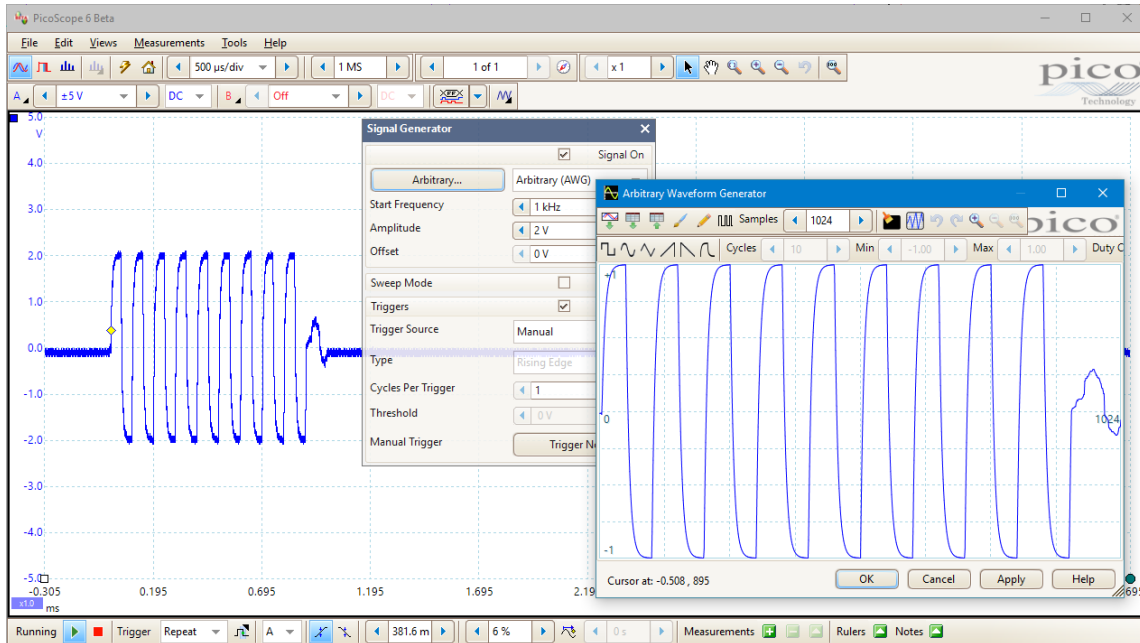 PicoScope 6 Beta
File Edit Views Measurements Tools Help
500 µs/div 1 MS 1 of 1 x 1
pico
Technology
A ±5 V DC B Off DC
5.0
V
4.0
3.0
2.0
1.0
0.0
-1.0
-2.0
-3.0
-4.0
-5.0
-0.305 0.195 0.695 1.195 1.695 2.19 695
x1.0 ms
Signal Generator
Signal On
Arbitrary... Arbitrary (AWG)
Start Frequency 1 kHz
Amplitude 2 V
Offset 0 V
Sweep Mode
Triggers
Trigger Source Manual
Type Rising Edge
Cycles Per Trigger 1
Threshold 0 V
Manual Trigger Trigger N
Arbitrary Waveform Generator
Samples 1024 pico
Cycles 10 Min -1.00 Max 1.00 Duty C
+1
0 1024
-1
Cursor at: -0.508 , 895 OK Cancel Apply Help
Running Trigger Repeat A 381.6 m 6 % 0 s Measurements Rulers Notes